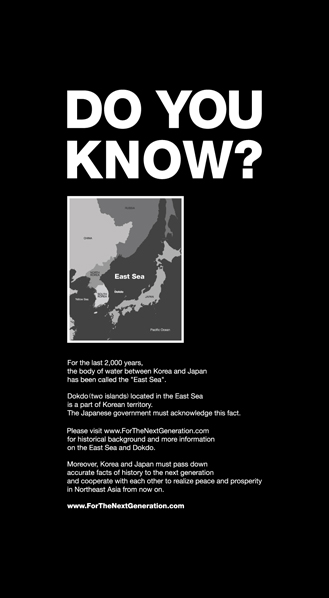 DO YOU
KNOW?
East Sea
Dokdo
JAPAN
Pacific Ocean
For the last 2,000 years,
the body of water between Korea and Japan
has been called the "East Sea".
Dokdo(two islands) located in the East Sea
is a part of Korean territory.
The Japanese government must acknowledge this fact.
Please visit www.ForTheNextGeneration.com
for historical background and more information
on the East Sea and Dokdo.
Moreover, Korea and Japan must pass down
accurate facts of history to the next generation
and cooperate with each other to realize peace and prosperity
in Northeast Asia from now on.
www.ForTheNextGeneration.com